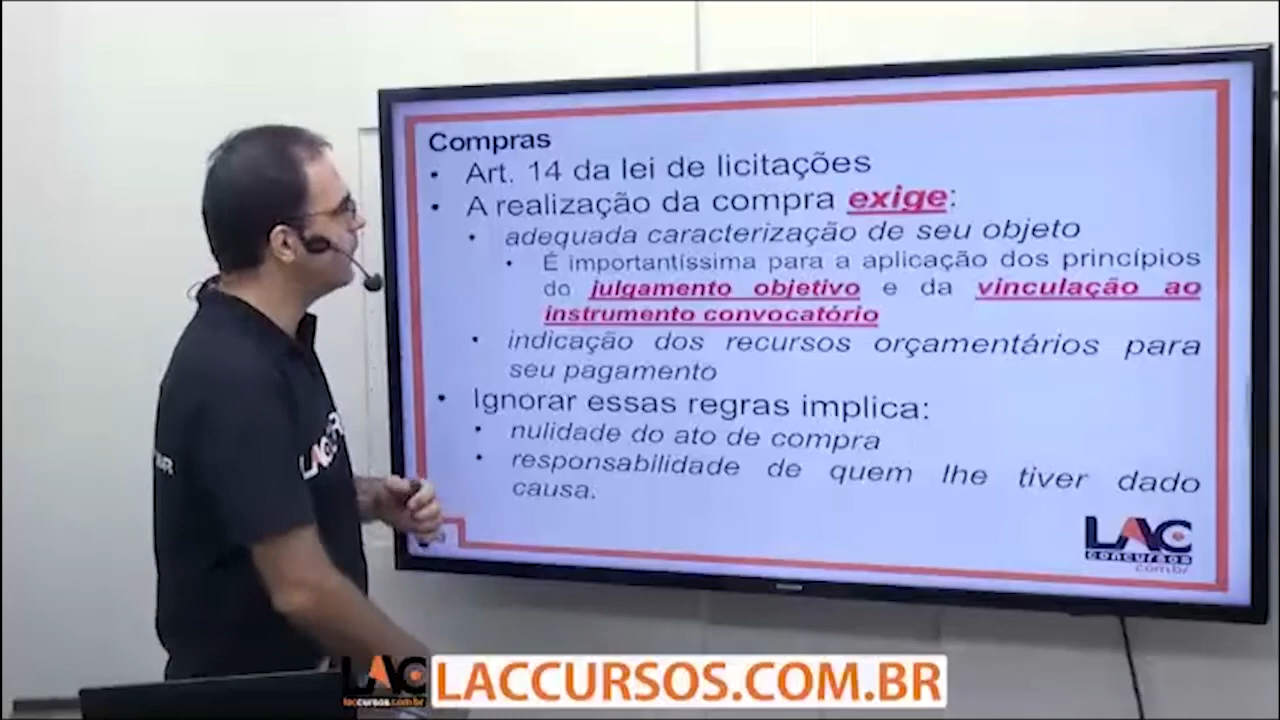 Compras
• Art. 14 da lei de licitações
• A realização da compra exige:
• adequada caracterização de seu objeto
• É importantíssima para a aplicação dos princípios
do julgamento objetivo e da vinculação ao
instrumento convocatório
• indicação dos recursos orçamentários para
seu pagamento
• Ignorar essas regras implica:
• nulidade do ato de compra
• responsabilidade de quem lhe tiver dado
causa.
LAC
concursos
.com.br
LAC
laccursos.com.br
LACCURSOS.COM.BR